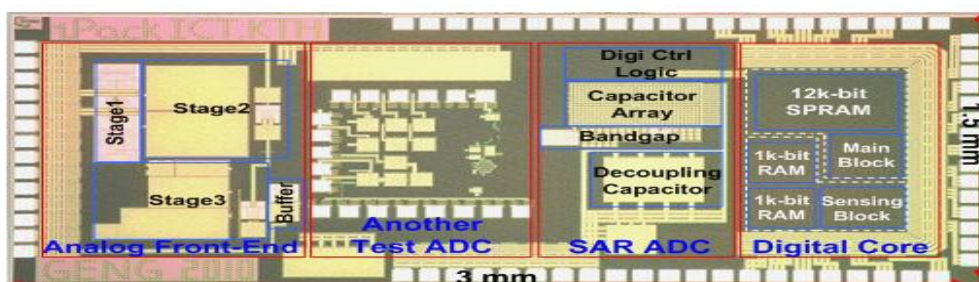 iPack ICT.KTH
Stage1
Stage2
Stage3
Buffer
Analog Front-End
Another
Test ADC
Digi Ctrl
Logic
Capacitor
Array
Bandgap
Decoupling
Capacitor
SAR ADC
12k-bit
SPRAM
1k-bit
RAM
Main
Block
1k-bit
RAM
Sensing
Block
Digital Core
1.5 mm
GENG 2010
3 mm